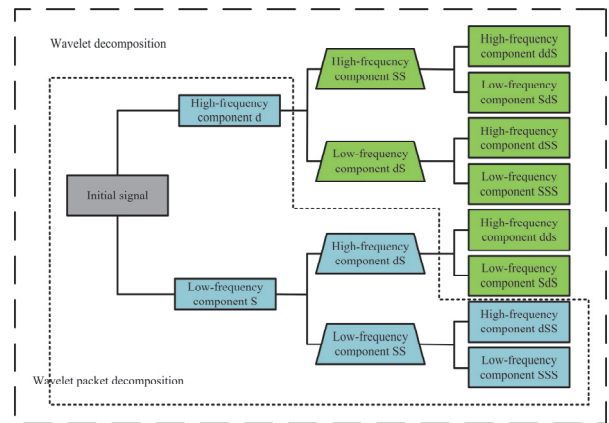 Wavelet decomposition
Initial signal
High-frequency
component d
Low-frequency
component S
High-frequency
component SS
Low-frequency
component dS
High-frequency
component dS
Low-frequency
component SS
High-frequency
component ddS
Low-frequency
component SdS
High-frequency
component dSS
Low-frequency
component SSS
High-frequency
component ddS
Low-frequency
component SdS
High-frequency
component dSS
Low-frequency
component SSS
Wavelet packet decomposition